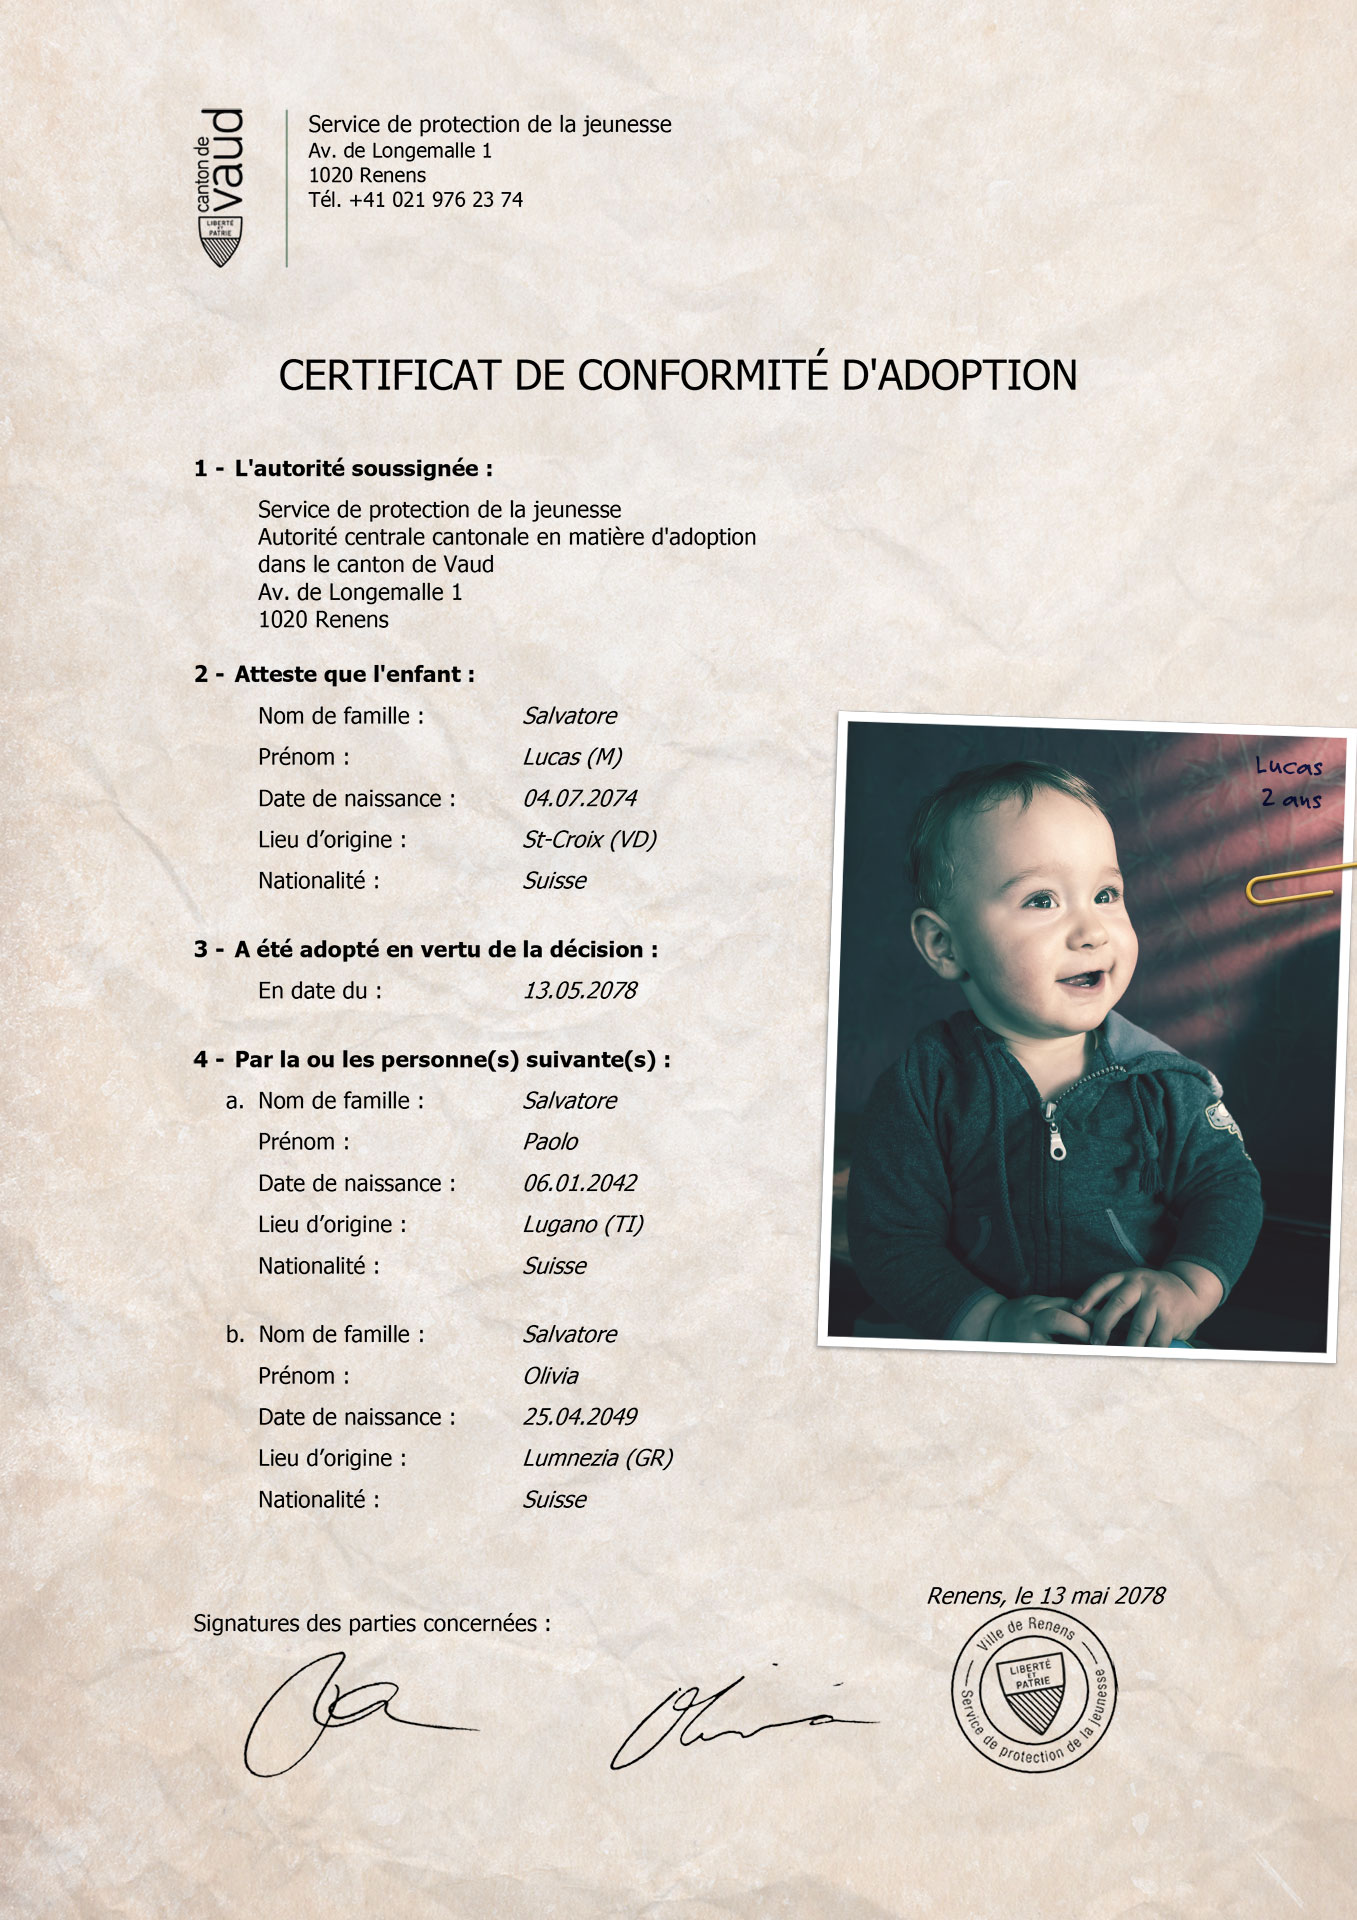 canton de
vaud
LIBERTÉ
ET
PATRIE
Service de protection de la jeunesse
Av. de Longemalle 1
1020 Renens
Tél. +41 021 976 23 74
CERTIFICAT DE CONFORMITÉ D'ADOPTION
1 - L'autorité soussignée :
Service de protection de la jeunesse
Autorité centrale cantonale en matière d'adoption
dans le canton de Vaud
Av. de Longemalle 1
1020 Renens
2 - Atteste que l'enfant :
Nom de famille : Salvatore
Prénom : Lucas (M)
Date de naissance : 04.07.2074
Lieu d’origine : St-Croix (VD)
Nationalité : Suisse
Lucas
2 ans
3 - A été adopté en vertu de la décision :
En date du : 13.05.2078
4 - Par la ou les personne(s) suivante(s) :
a. Nom de famille : Salvatore
Prénom : Paolo
Date de naissance : 06.01.2042
Lieu d’origine : Lugano (TI)
Nationalité : Suisse
b. Nom de famille : Salvatore
Prénom : Olivia
Date de naissance : 25.04.2049
Lieu d’origine : Lumnezia (GR)
Nationalité : Suisse
Renens, le 13 mai 2078
Signatures des parties concernées :
Olivia
Ville de Renens
LIBERTÉ
ET
PATRIE
Service de protection de la jeunesse